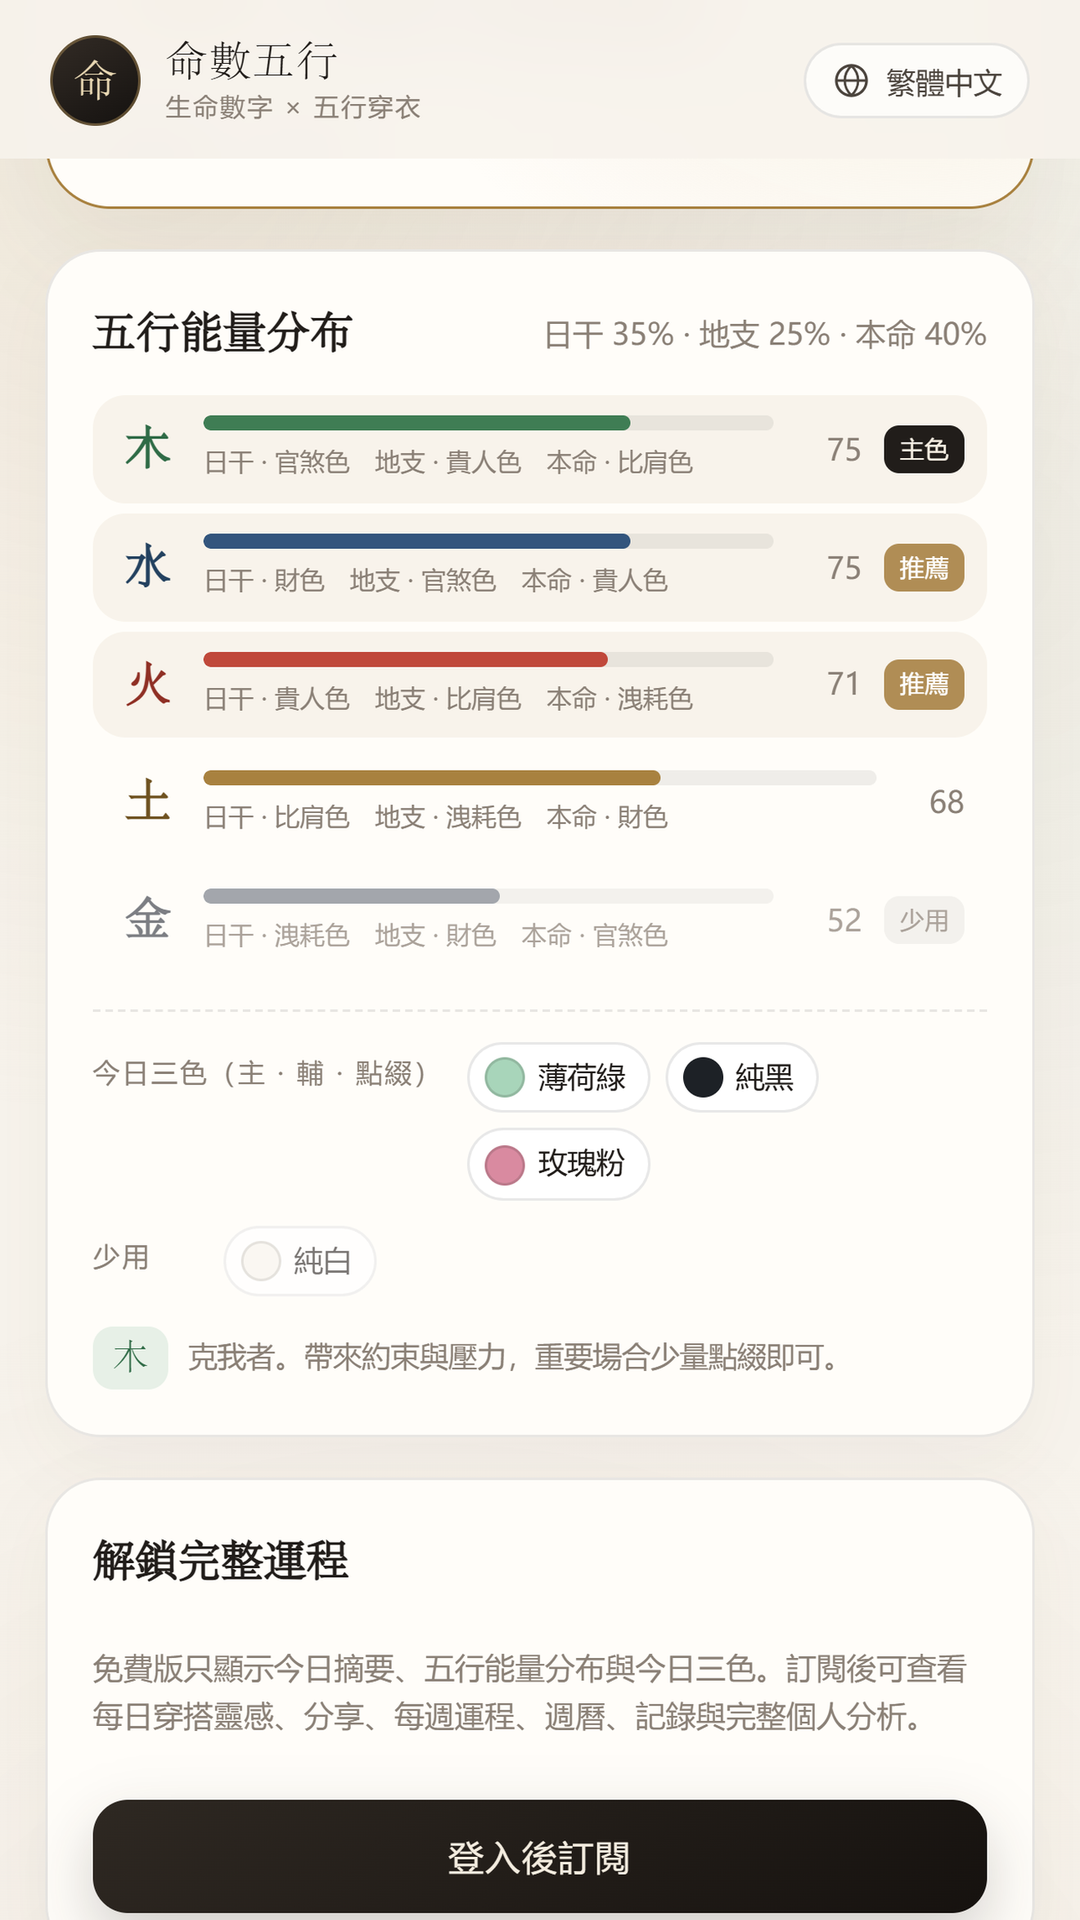 命
命數五行
生命數字 × 五行穿衣
繁體中文
五行能量分布
日干 35% · 地支 25% · 本命 40%
木
日干 · 官煞色 地支 · 貴人色 本命 · 比肩色
75
主色
水
日干 · 財色 地支 · 官煞色 本命 · 貴人色
75
推薦
火
日干 · 貴人色 地支 · 比肩色 本命 · 洩耗色
71
推薦
土
日干 · 比肩色 地支 · 洩耗色 本命 · 財色
68
金
日干 · 洩耗色 地支 · 財色 本命 · 官煞色
52
少用
今日三色（主 · 輔 · 點綴）
薄荷綠
純黑
玫瑰粉
少用
純白
木
克我者。帶來約束與壓力，重要場合少量點綴即可。
解鎖完整運程
免費版只顯示今日摘要、五行能量分布與今日三色。訂閱後可查看
每日穿搭靈感、分享、每週運程、週曆、記錄與完整個人分析。
登入後訂閱